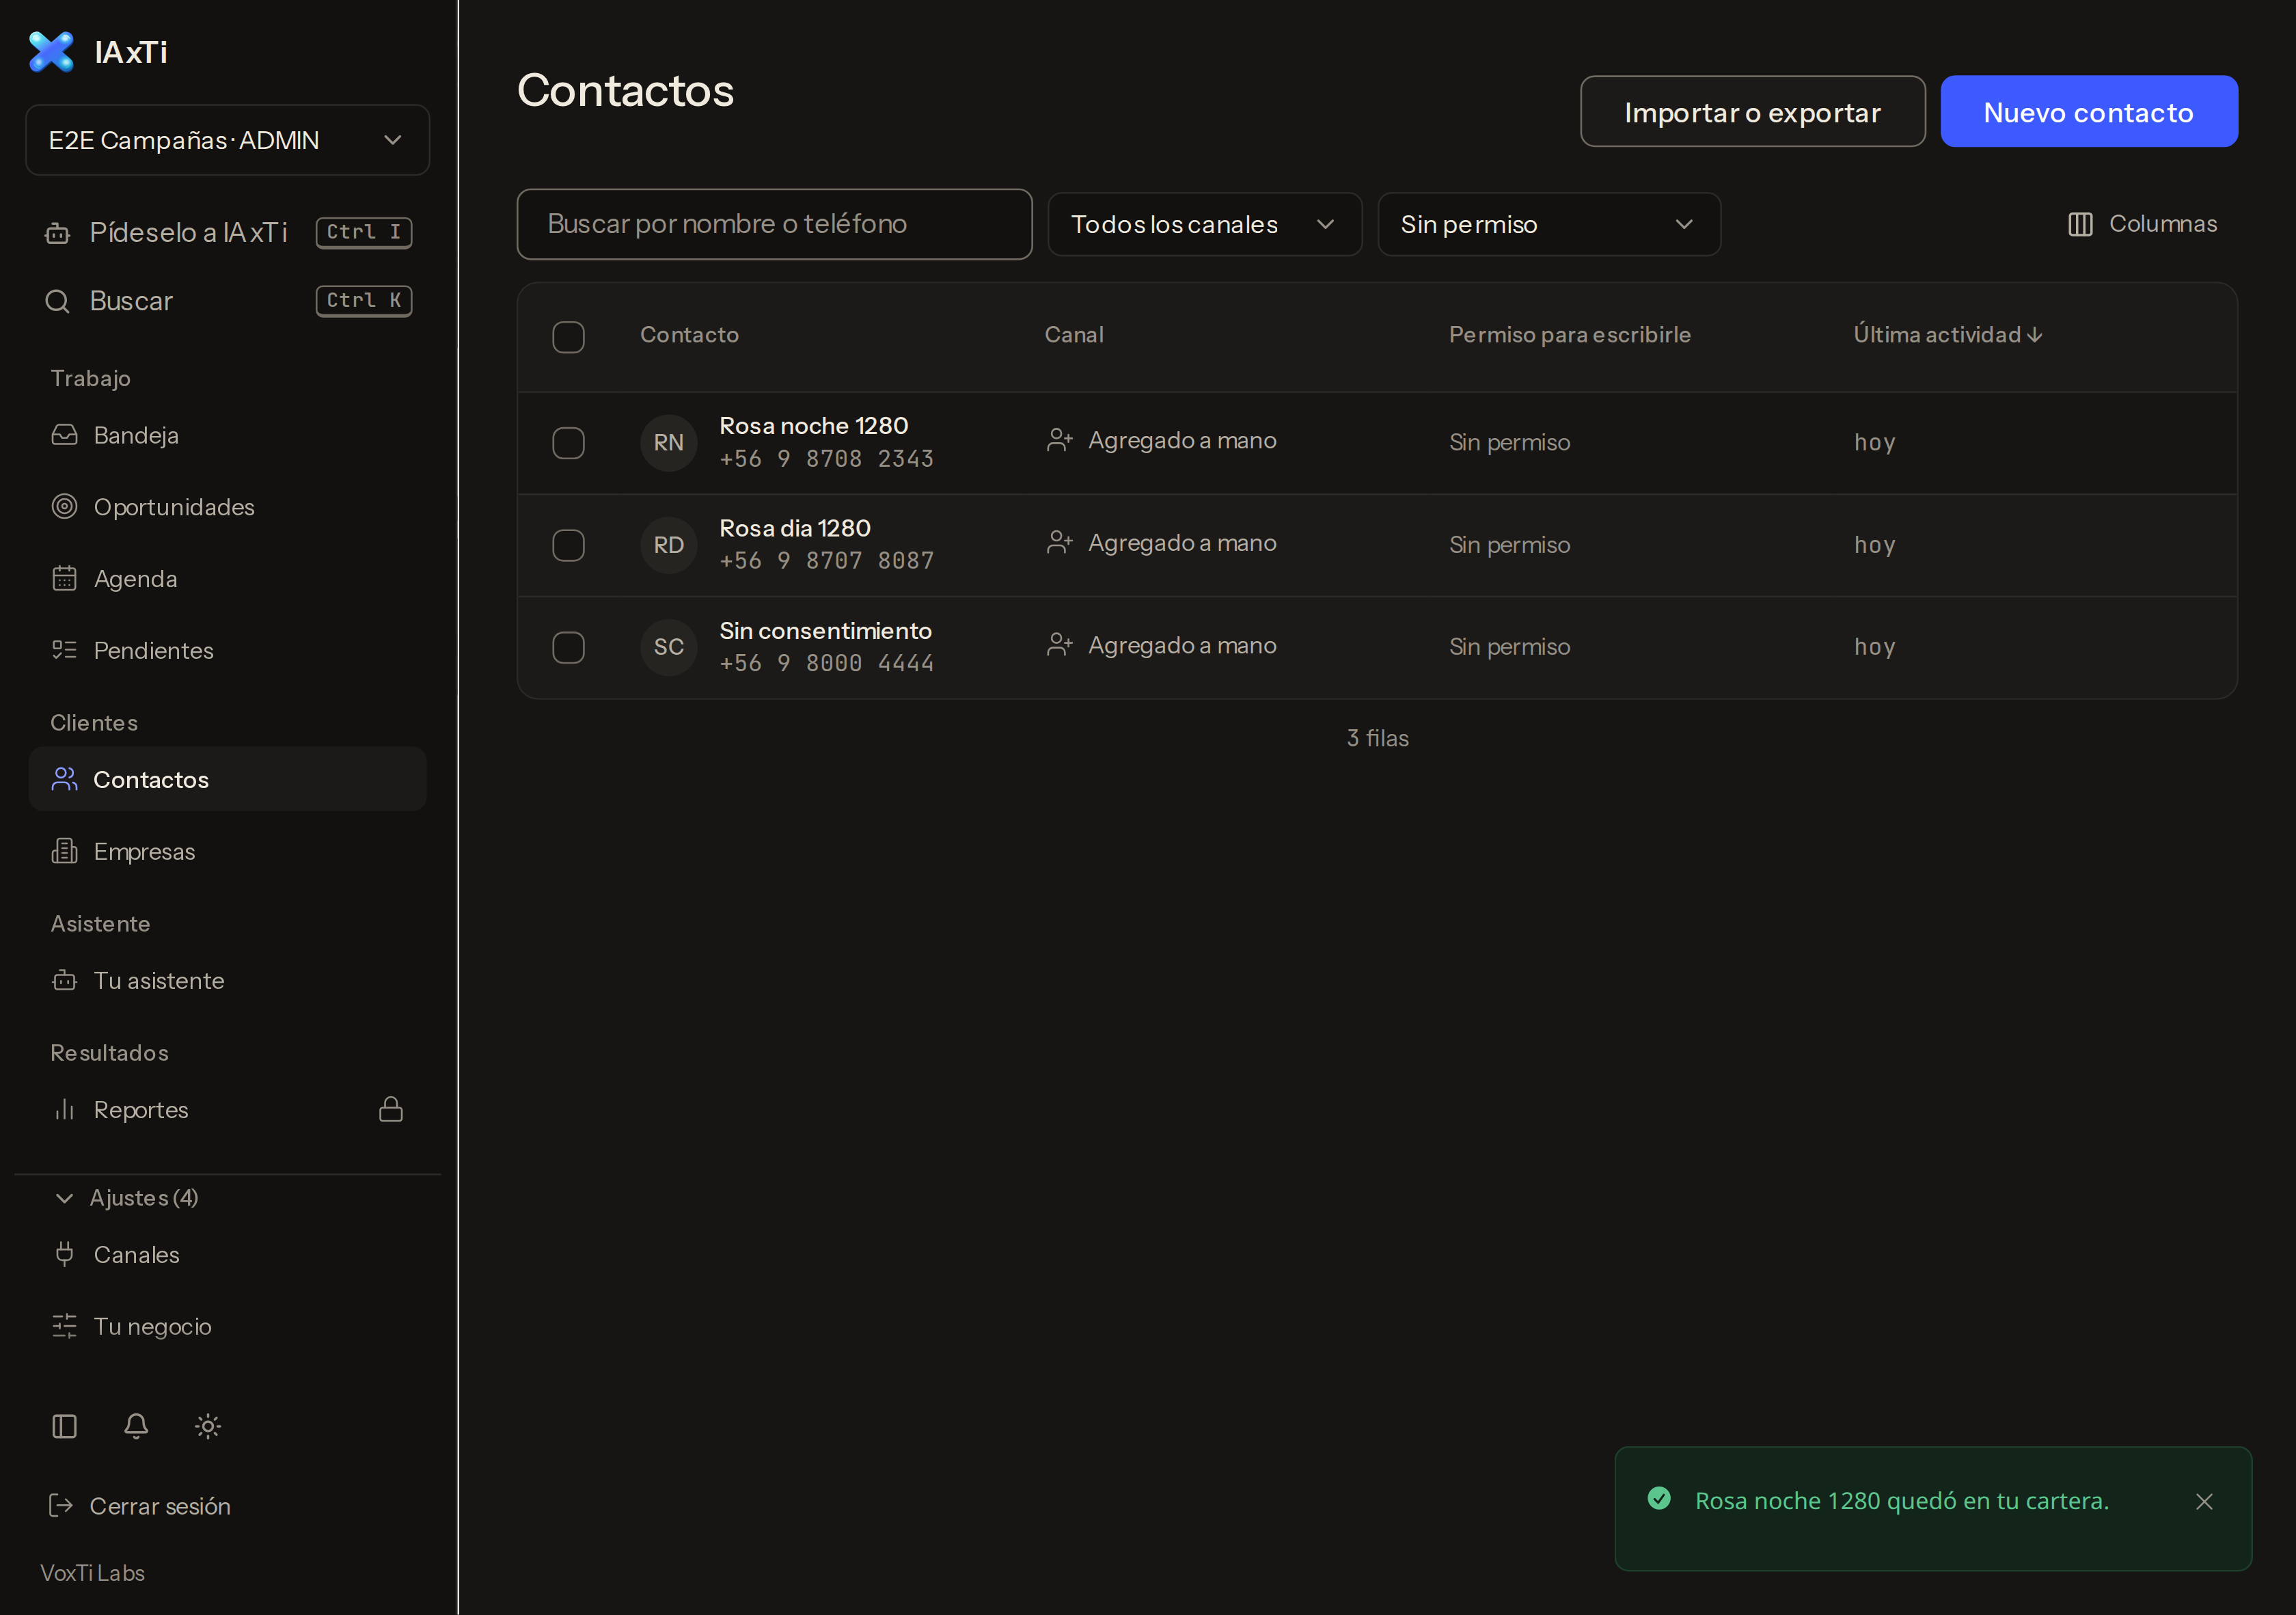 IAxTi
E2E Campañas · ADMIN
Pídeselo a IAxTi Ctrl I
Buscar Ctrl K
Trabajo
Bandeja
Oportunidades
Agenda
Pendientes
Clientes
Contactos
Empresas
Asistente
Tu asistente
Resultados
Reportes
Ajustes (4)
Canales
Tu negocio
Cerrar sesión
VoxTi Labs
Contactos
Importar o exportar
Nuevo contacto
Buscar por nombre o teléfono
Todos los canales
Sin permiso
Columnas
Contacto Canal Permiso para escribirle Última actividad ↓
RN Rosa noche 1280 Agregado a mano Sin permiso hoy
+56 9 8708 2343
RD Rosa dia 1280 Agregado a mano Sin permiso hoy
+56 9 8707 8087
SC Sin consentimiento Agregado a mano Sin permiso hoy
+56 9 8000 4444
3 filas
Rosa noche 1280 quedó en tu cartera.